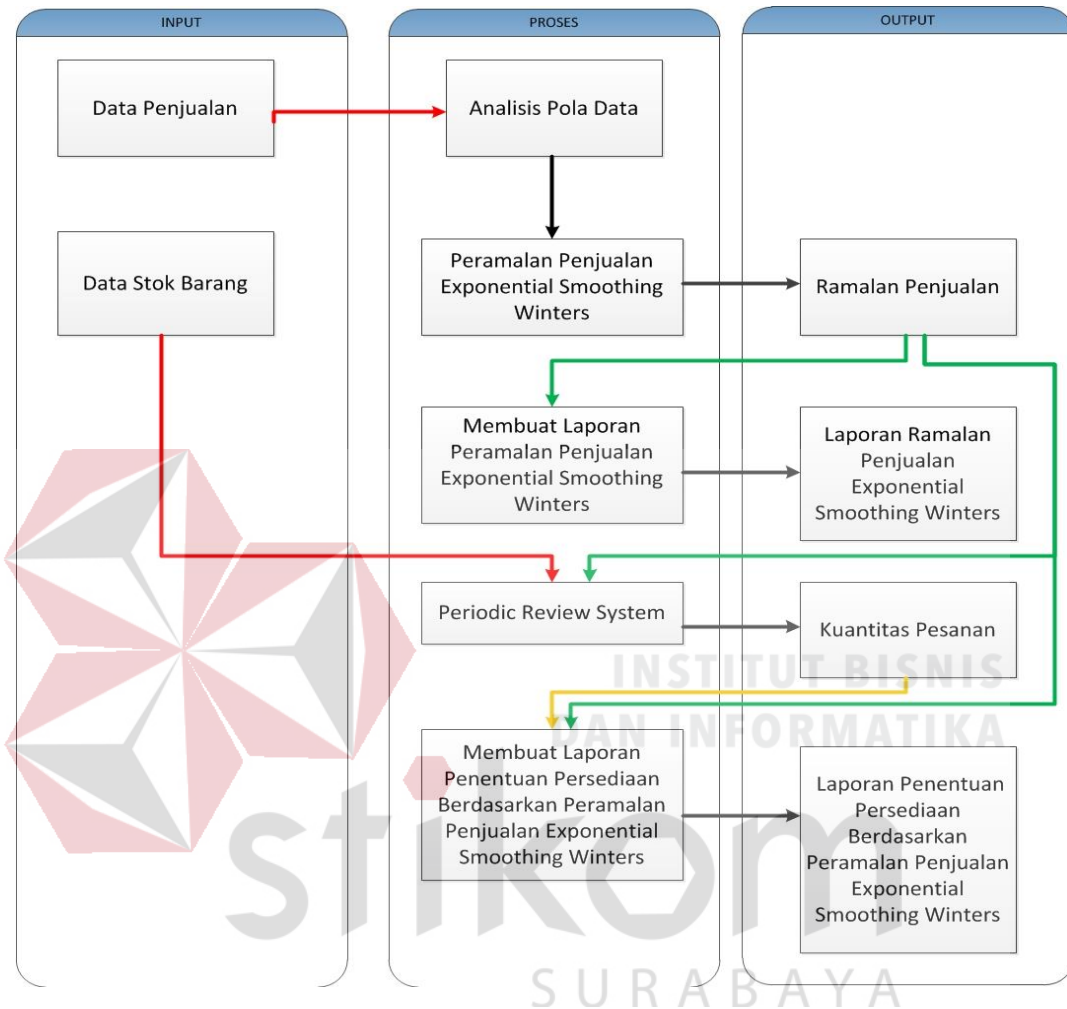 INPUT
PROSES
OUTPUT
Data Penjualan
Analisis Pola Data
Data Stok Barang
Peramalan Penjualan
Exponential Smoothing
Winters
Ramalan Penjualan
Membuat Laporan
Peramalan Penjualan
Exponential Smoothing
Winters
Laporan Ramalan
Penjualan
Exponential
Smoothing Winters
Periodic Review System
Kuantitas Pesanan
INSTITUT BISNIS
DAN INFORMATIKA
Membuat Laporan
Penentuan Persediaan
Berdasarkan Peramalan
Penjualan Exponential
Smoothing Winters
Laporan Penentuan
Persediaan
Berdasarkan
Peramalan Penjualan
Exponential
Smoothing Winters
stikom
SURABAYA